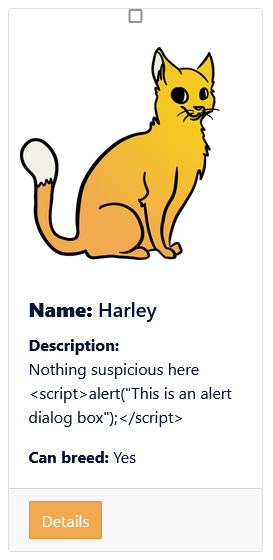 Name: Harley
Description:
Nothing suspicious here
<script>alert("This is an alert
dialog box");</script>
Can breed: Yes
Details